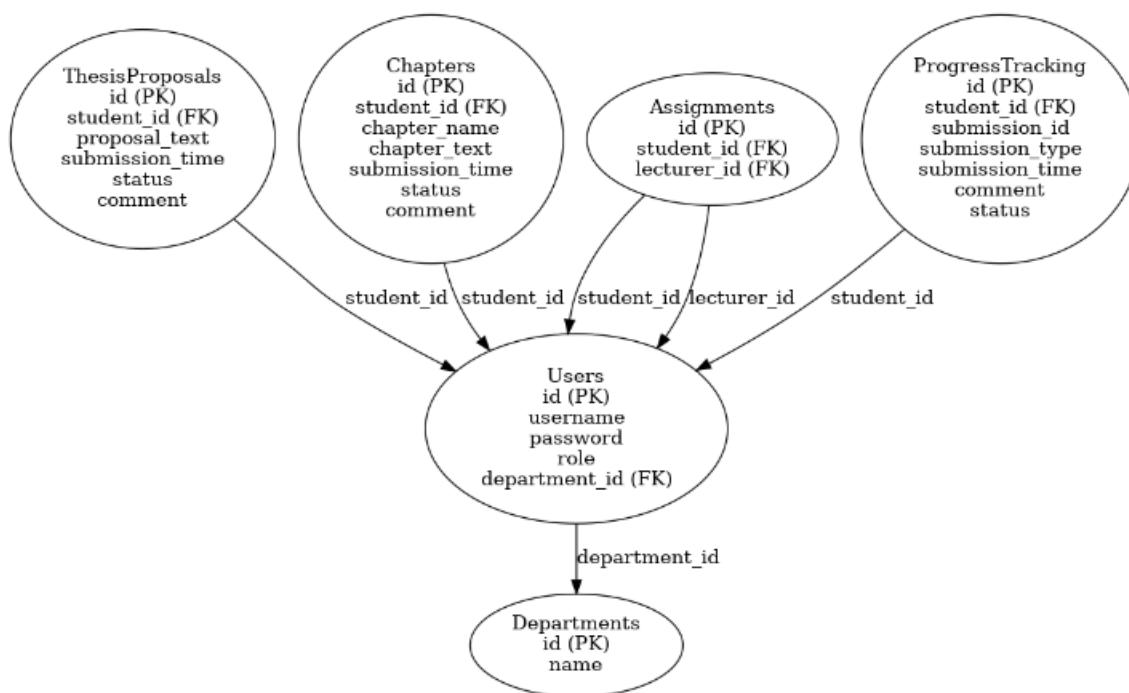 ThesisProposals
id (PK)
student_id (FK)
proposal_text
submission_time
status
comment
Chapters
id (PK)
student_id (FK)
chapter_name
chapter_text
submission_time
status
comment
Assignments
id (PK)
student_id (FK)
lecturer_id (FK)
ProgressTracking
id (PK)
student_id (FK)
submission_id
submission_type
submission_time
comment
status
student_id
student_id
student_id
lecturer_id
student_id
Users
id (PK)
username
password
role
department_id (FK)
department_id
Departments
id (PK)
name